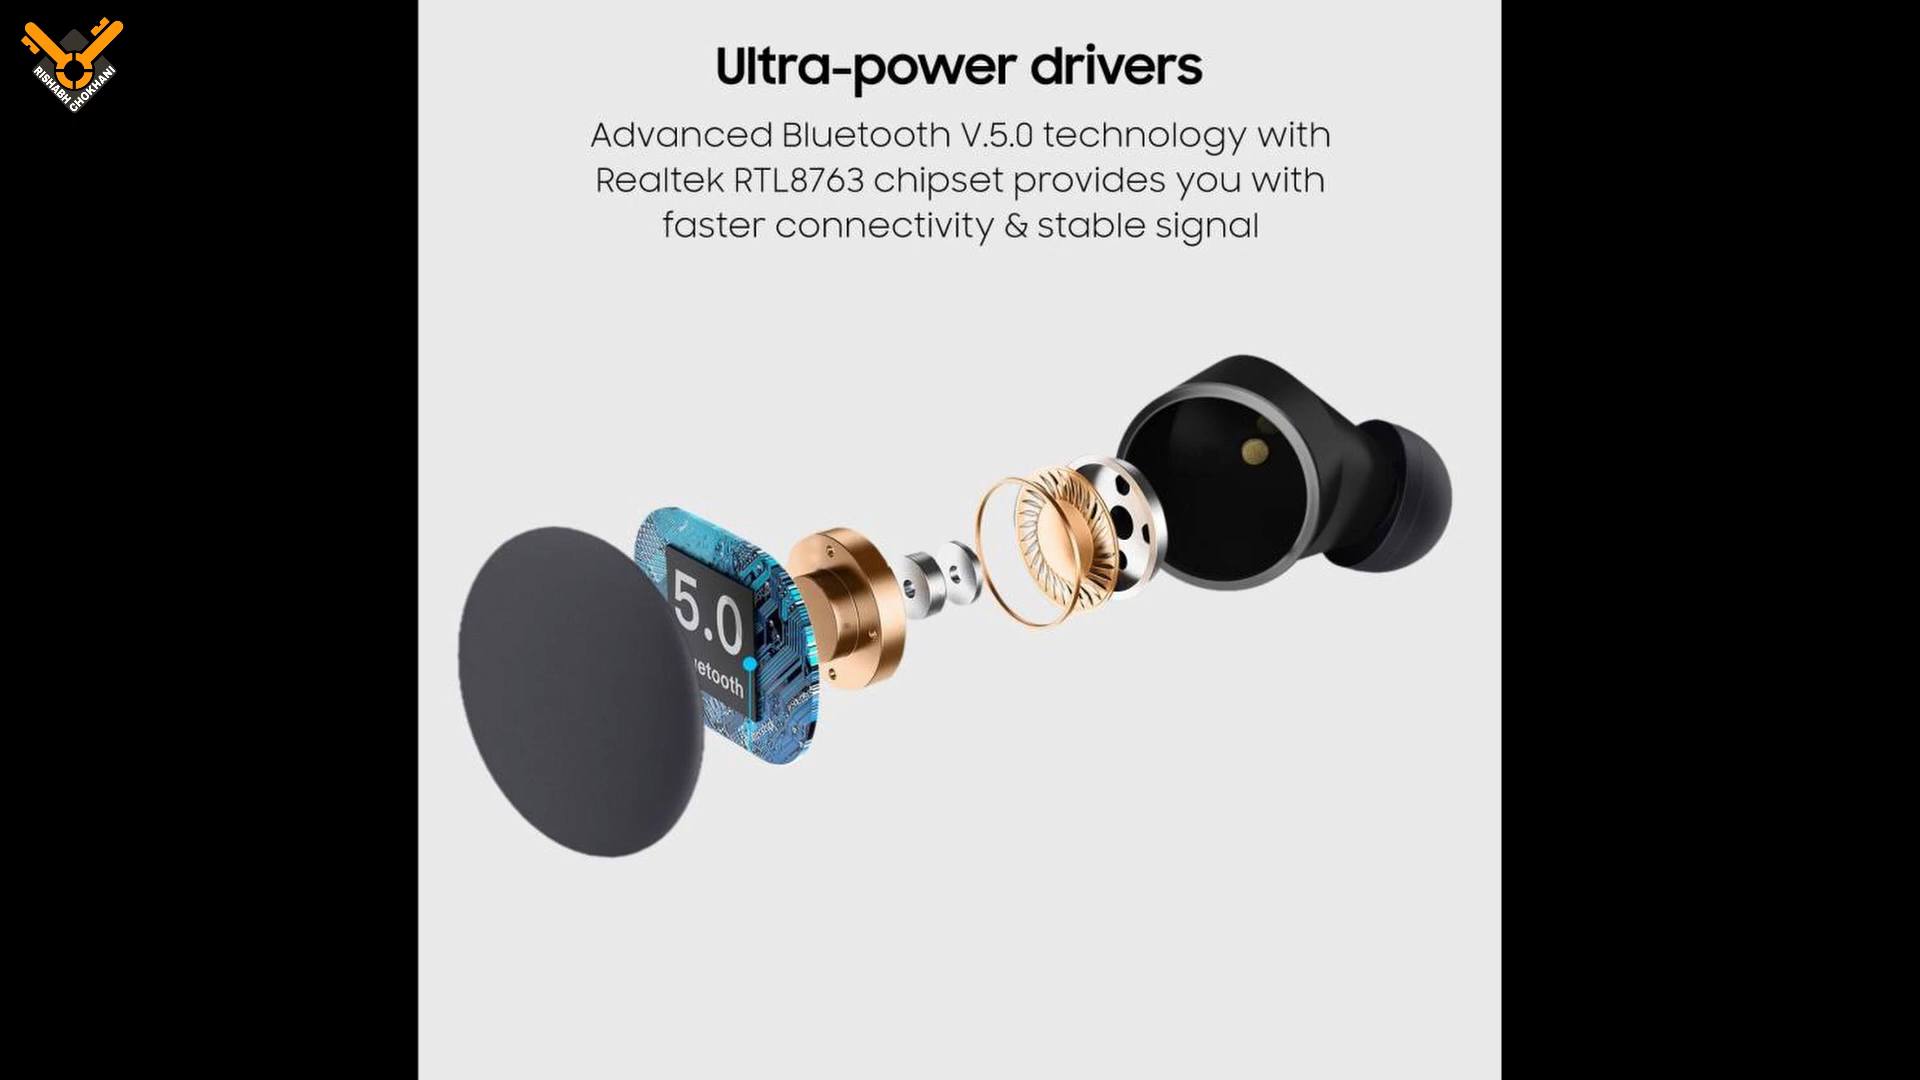 RISHABH CHOKHANI
Ultra-power drivers
Advanced Bluetooth V.5.0 technology with
Realtek RTL8763 chipset provides you with
faster connectivity & stable signal
5.0
etooth